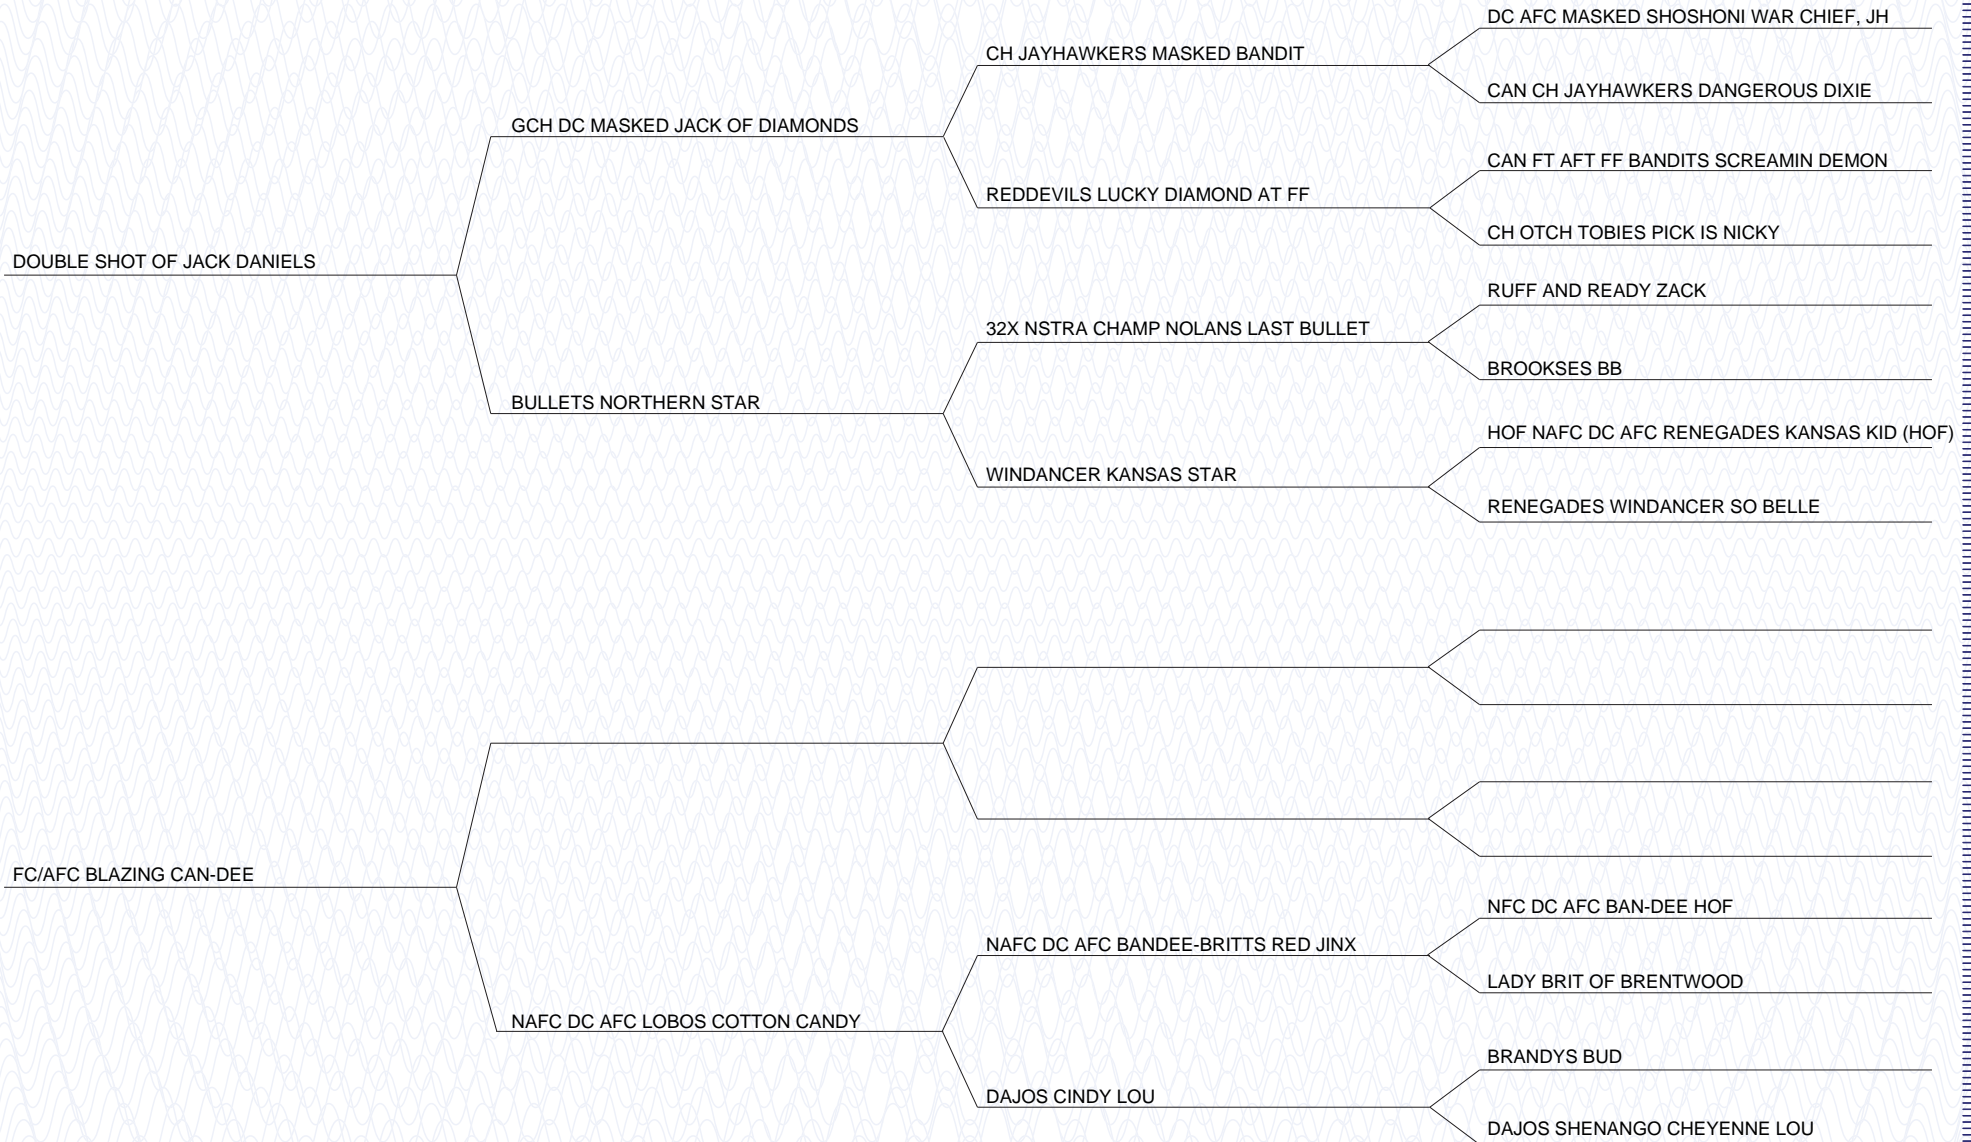 DC AFC MASKED SHOSHONI WAR CHIEF, JH
CH JAYHAWKERS MASKED BANDIT
CAN CH JAYHAWKERS DANGEROUS DIXIE
GCH DC MASKED JACK OF DIAMONDS
CAN FT AFT FF BANDITS SCREAMIN DEMON
REDDEVILS LUCKY DIAMOND AT FF
CH OTCH TOBIES PICK IS NICKY
DOUBLE SHOT OF JACK DANIELS
RUFF AND READY ZACK
32X NSTRA CHAMP NOLANS LAST BULLET
BROOKSES BB
BULLETS NORTHERN STAR
HOF NAFC DC AFC RENEGADES KANSAS KID (HOF)
WINDANCER KANSAS STAR
RENEGADES WINDANCER SO BELLE
FC/AFC BLAZING CAN-DEE
NFC DC AFC BAN-DEE HOF
NAFC DC AFC BANDEE-BRITTS RED JINX
LADY BRIT OF BRENTWOOD
NAFC DC AFC LOBOS COTTON CANDY
BRANDYS BUD
DAJOS CINDY LOU
DAJOS SHENANGO CHEYENNE LOU